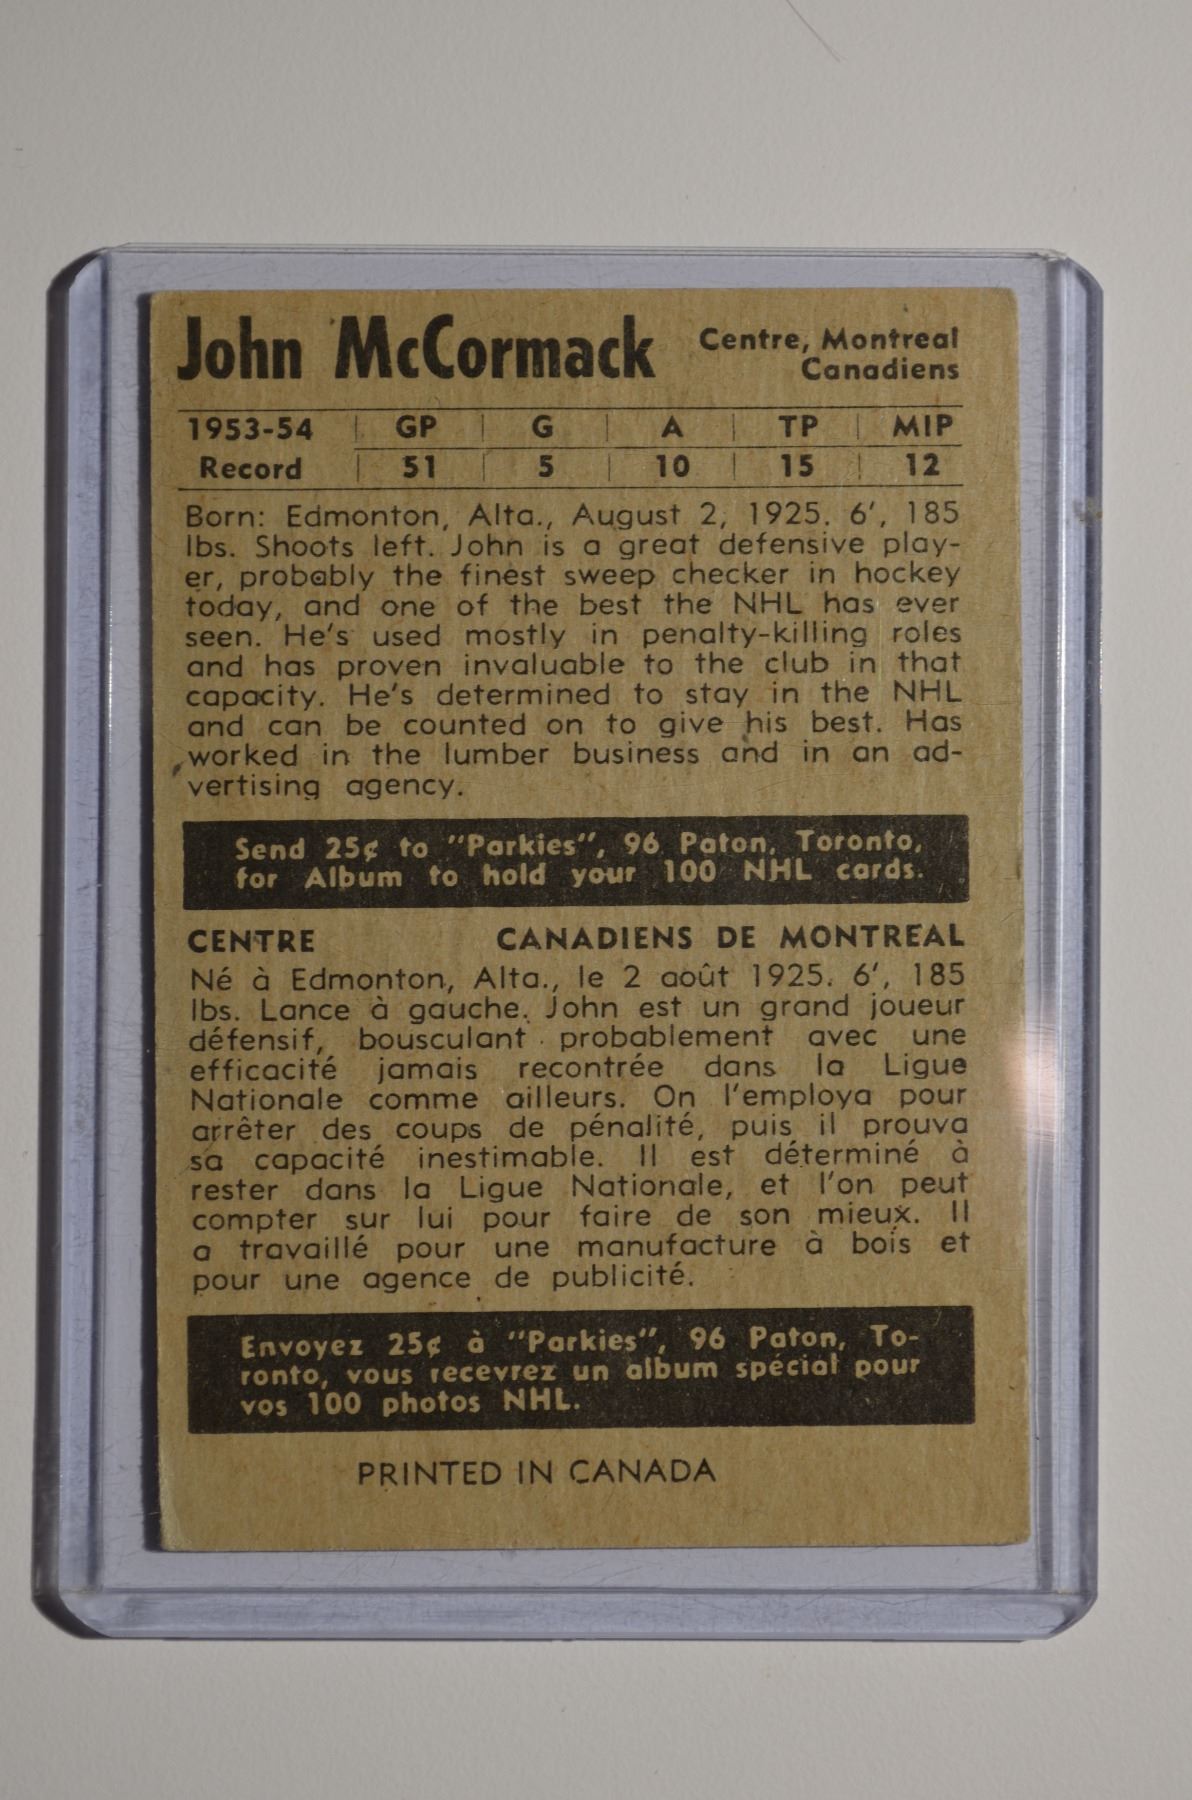 John McCormack Centre, Montreal
Canadiens
1953-54 | GP | G | A | TP | MIP
Record | 51 | 5 | 10 | 15 | 12
Born: Edmonton, Alta., August 2, 1925. 6', 185
lbs. Shoots left. John is a great defensive play-
er, probably the finest sweep checker in hockey
today, and one of the best the NHL has ever
seen. He's used mostly in penalty-killing roles
and has proven invaluable to the club in that
capacity. He's determined to stay in the NHL
and can be counted on to give his best. Has
worked in the lumber business and in an ad-
vertising agency.
Send 25¢ to "Parkies", 96 Paton, Toronto,
for Album to hold your 100 NHL cards.
CENTRE CANADIENS DE MONTREAL
Né à Edmonton, Alta., le 2 août 1925. 6', 185
lbs. Lance à gauche. John est un grand joueur
défensif, bousculant probablement avec une
efficacité jamais recontrée dans la Ligue
Nationale comme ailleurs. On l'employa pour
arrêter des coups de pénalité, puis il prouva
sa capacité inestimable. Il est déterminé à
rester dans la Ligue Nationale, et l'on peut
compter sur lui pour faire de son mieux. Il
a travaillé pour une manufacture à bois et
pour une agence de publicité.
Envoyez 25¢ à "Parkies", 96 Paton, To-
ronto, vous recevrez un album spécial pour
vos 100 photos NHL.
PRINTED IN CANADA